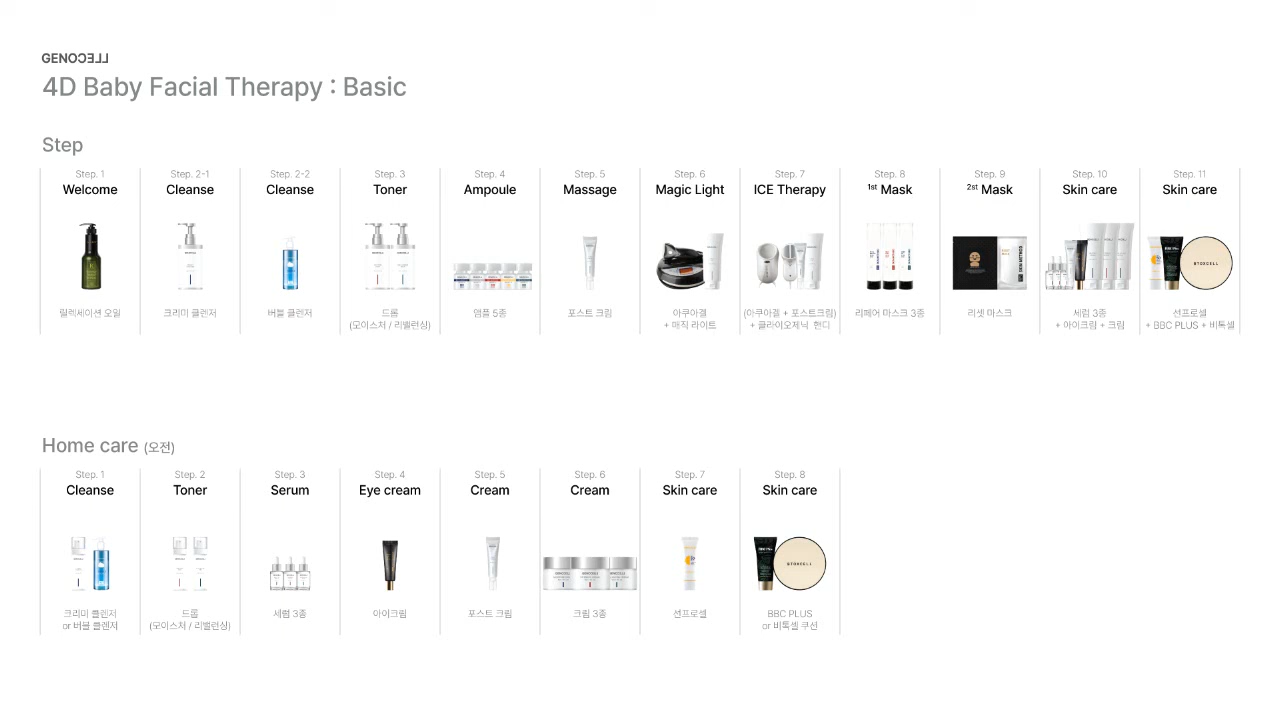 GENOCELL
4D Baby Facial Therapy : Basic
Step
Step. 1
Welcome
릴렉세이션 오일
Step. 2-1
Cleanse
크리미 클렌저
Step. 2-2
Cleanse
버블 클렌저
Step. 3
Toner
드롭
(모이스처 / 리밸런싱)
Step. 4
Ampoule
앰플 5종
Step. 5
Massage
포스트 크림
Step. 6
Magic Light
아쿠아겔
+ 매직 라이트
Step. 7
ICE Therapy
(아쿠아겔 + 포스트크림)
+ 클라이오제닉 핸디
Step. 8
1st Mask
리페어 마스크 3종
Step. 9
2st Mask
리셋 마스크
Step. 10
Skin care
세럼 3종
+ 아이크림 + 크림
Step. 11
Skin care
BTOXCELL
선프로셀
+ BBC PLUS + 비톡셀
Home care (오전)
Step. 1
Cleanse
크리미 클렌저
or 버블 클렌저
Step. 2
Toner
드롭
(모이스처 / 리밸런싱)
Step. 3
Serum
세럼 3종
Step. 4
Eye cream
아이크림
Step. 5
Cream
포스트 크림
Step. 6
Cream
크림 3종
Step. 7
Skin care
선프로셀
Step. 8
Skin care
BTOXCELL
BBC PLUS
or 비톡셀 쿠션